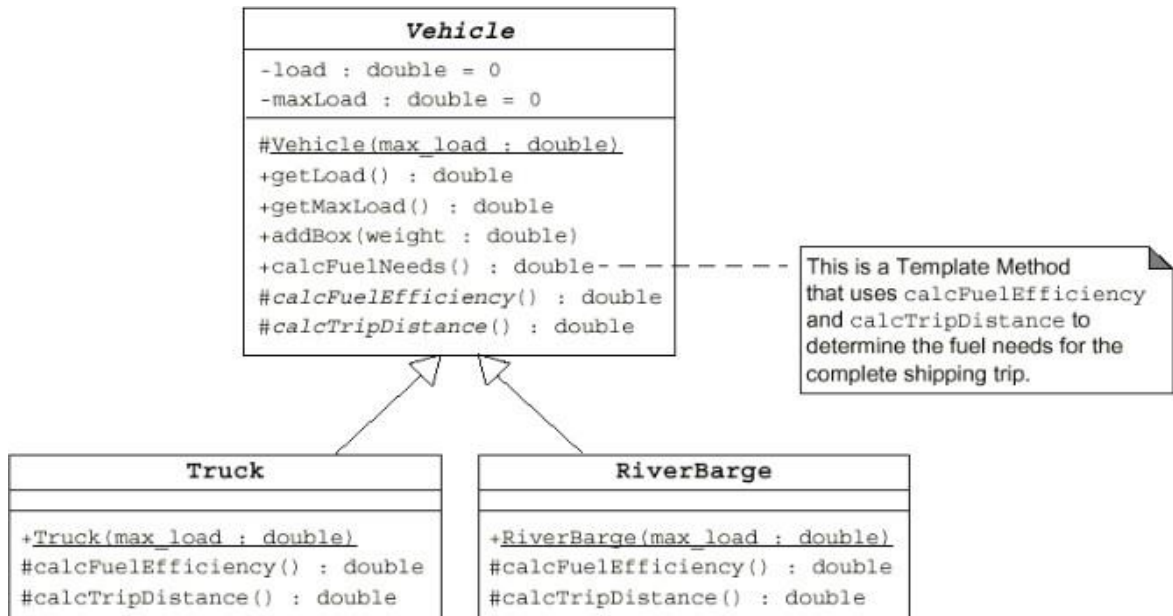 Vehicle
-load : double = 0
-maxLoad : double = 0
#Vehicle(max_load : double)
+getLoad() : double
+getMaxLoad() : double
+addBox(weight : double)
+calcFuelNeeds() : double
#calcFuelEfficiency() : double
#calcTripDistance() : double
This is a Template Method
that uses calcFuelEfficiency
and calcTripDistance to
determine the fuel needs for the
complete shipping trip.
Truck
+Truck(max_load : double)
#calcFuelEfficiency() : double
#calcTripDistance() : double
RiverBarge
+RiverBarge(max_load : double)
#calcFuelEfficiency() : double
#calcTripDistance() : double